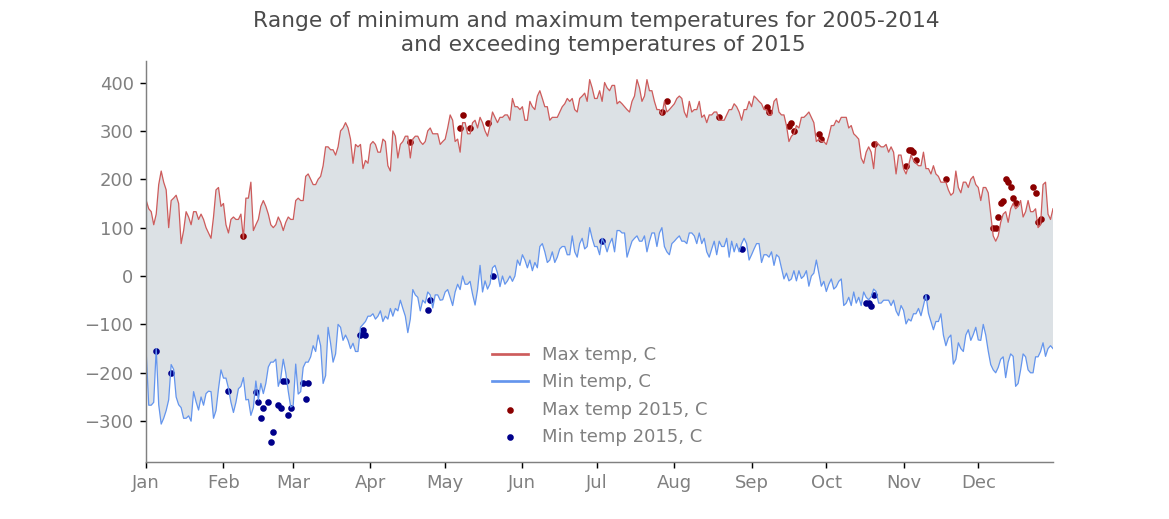 Range of minimum and maximum temperatures for 2005-2014
and exceeding temperatures of 2015
400
300
200
100
0
−100
−200
−300
Max temp, C
Min temp, C
Max temp 2015, C
Min temp 2015, C
Jan Feb Mar Apr May Jun Jul Aug Sep Oct Nov Dec